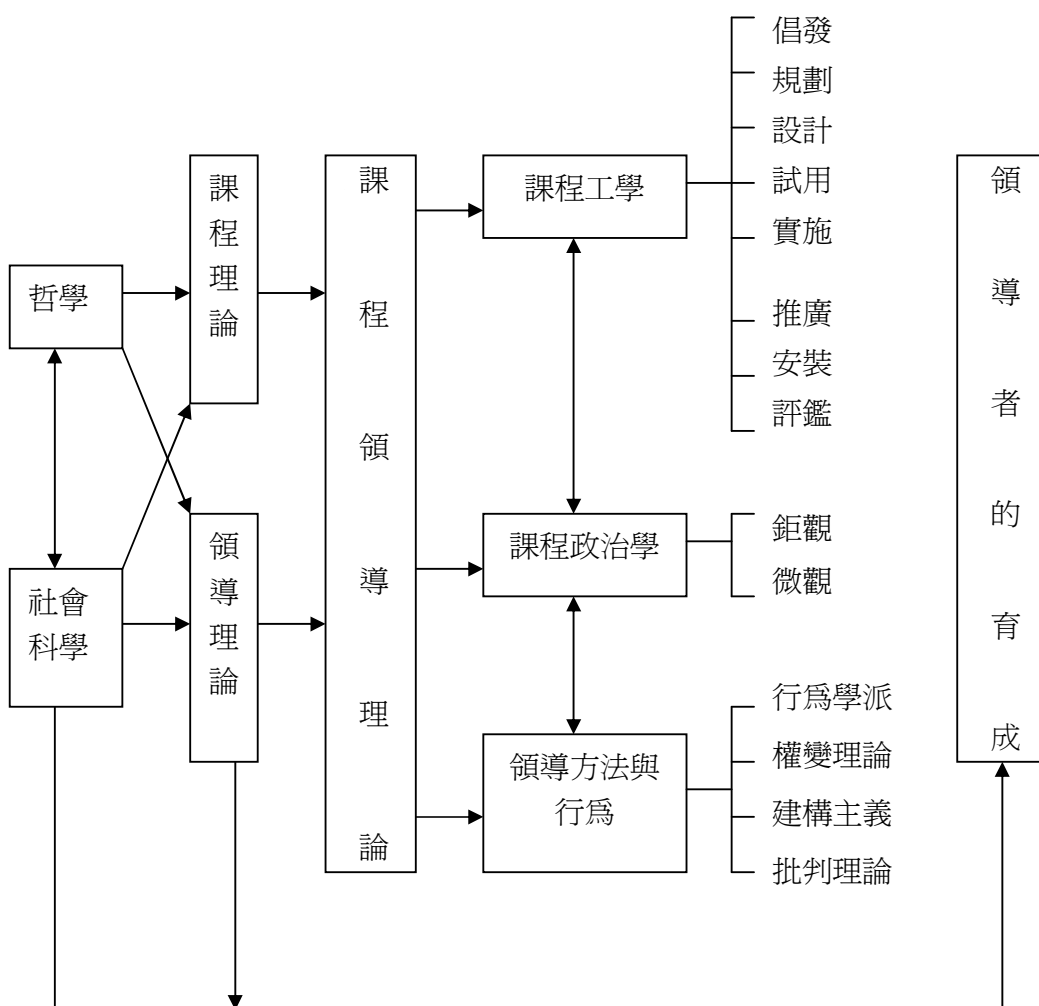 哲學
社會
科學
課程理論
領導理論
課程領導理論
課程工學
倡發
規劃
設計
試用
實施
推廣
安裝
評鑑
課程政治學
鉅觀
微觀
領導方法與
行爲
行爲學派
權變理論
建構主義
批判理論
領導者的育成